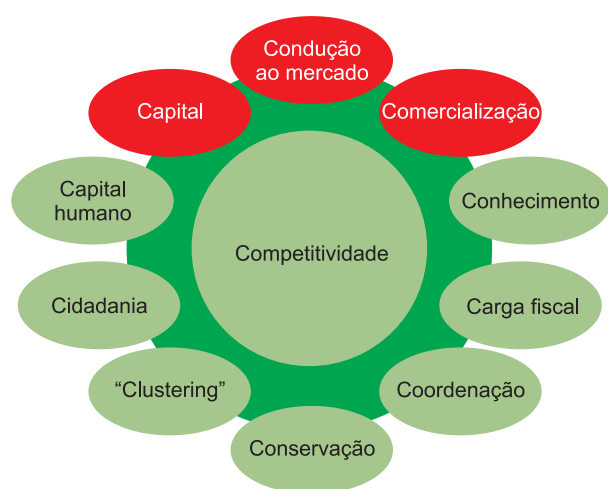 Condução
ao mercado
Capital
Comercialização
Capital
humano
Conhecimento
Competitividade
Cidadania
Carga fiscal
“Clustering”
Coordenação
Conservação